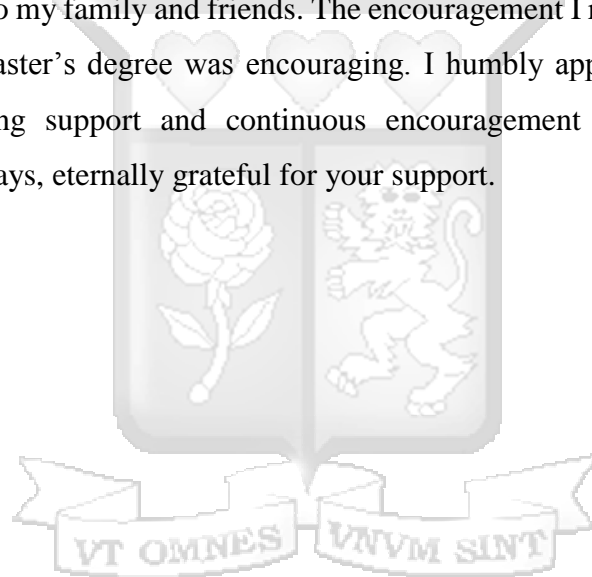 o my family and friends. The encouragement I
aster’s degree was encouraging. I humbly
ng support and continuous encouragement
ays, eternally grateful for your support.
VT OMNES VNVM SINT